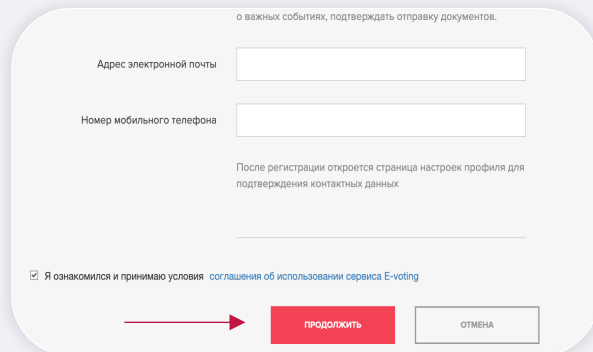 о важных событиях, подтверждать отправку документов.
Адрес электронной почты
Номер мобильного телефона
После регистрации откроется страница настроек профиля для
подтверждения контактных данных
Я ознакомился и принимаю условия соглашения об использовании сервиса E-voting
ПРОДОЛЖИТЬ
ОТМЕНА